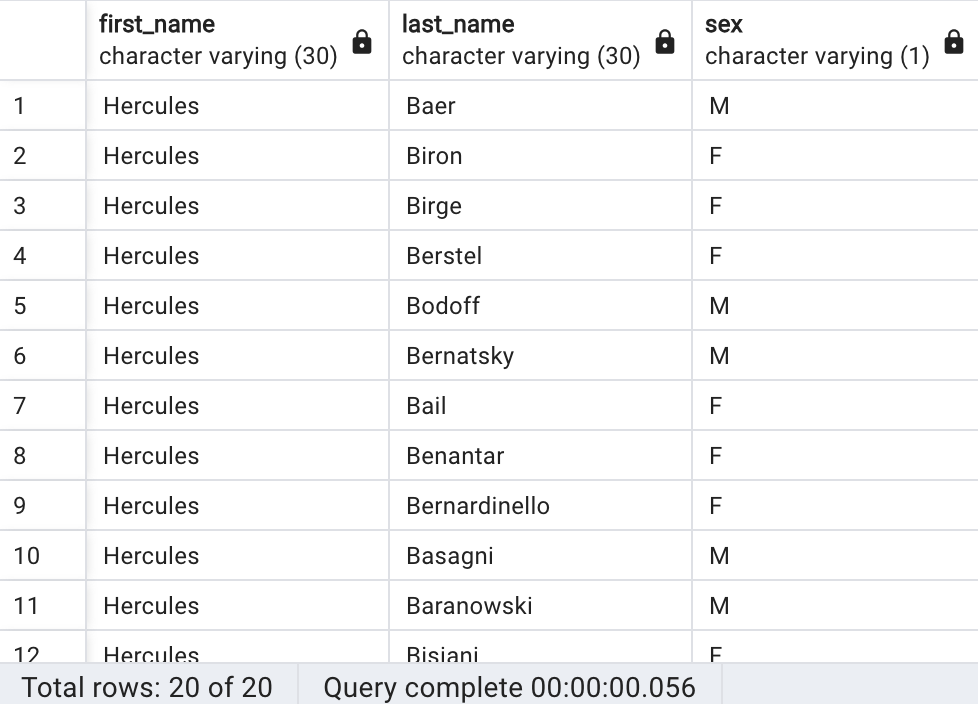 first_name last_name sex
character varying (30) character varying (30) character varying (1)
1 Hercules Baer M
2 Hercules Biron F
3 Hercules Birge F
4 Hercules Berstel F
5 Hercules Bodoff M
6 Hercules Bernatsky M
7 Hercules Bail F
8 Hercules Benantar F
9 Hercules Bernardinello F
10 Hercules Basagni M
11 Hercules Baranowski M
12 Hercules Bisiani F
Total rows: 20 of 20 Query complete 00:00:00.056